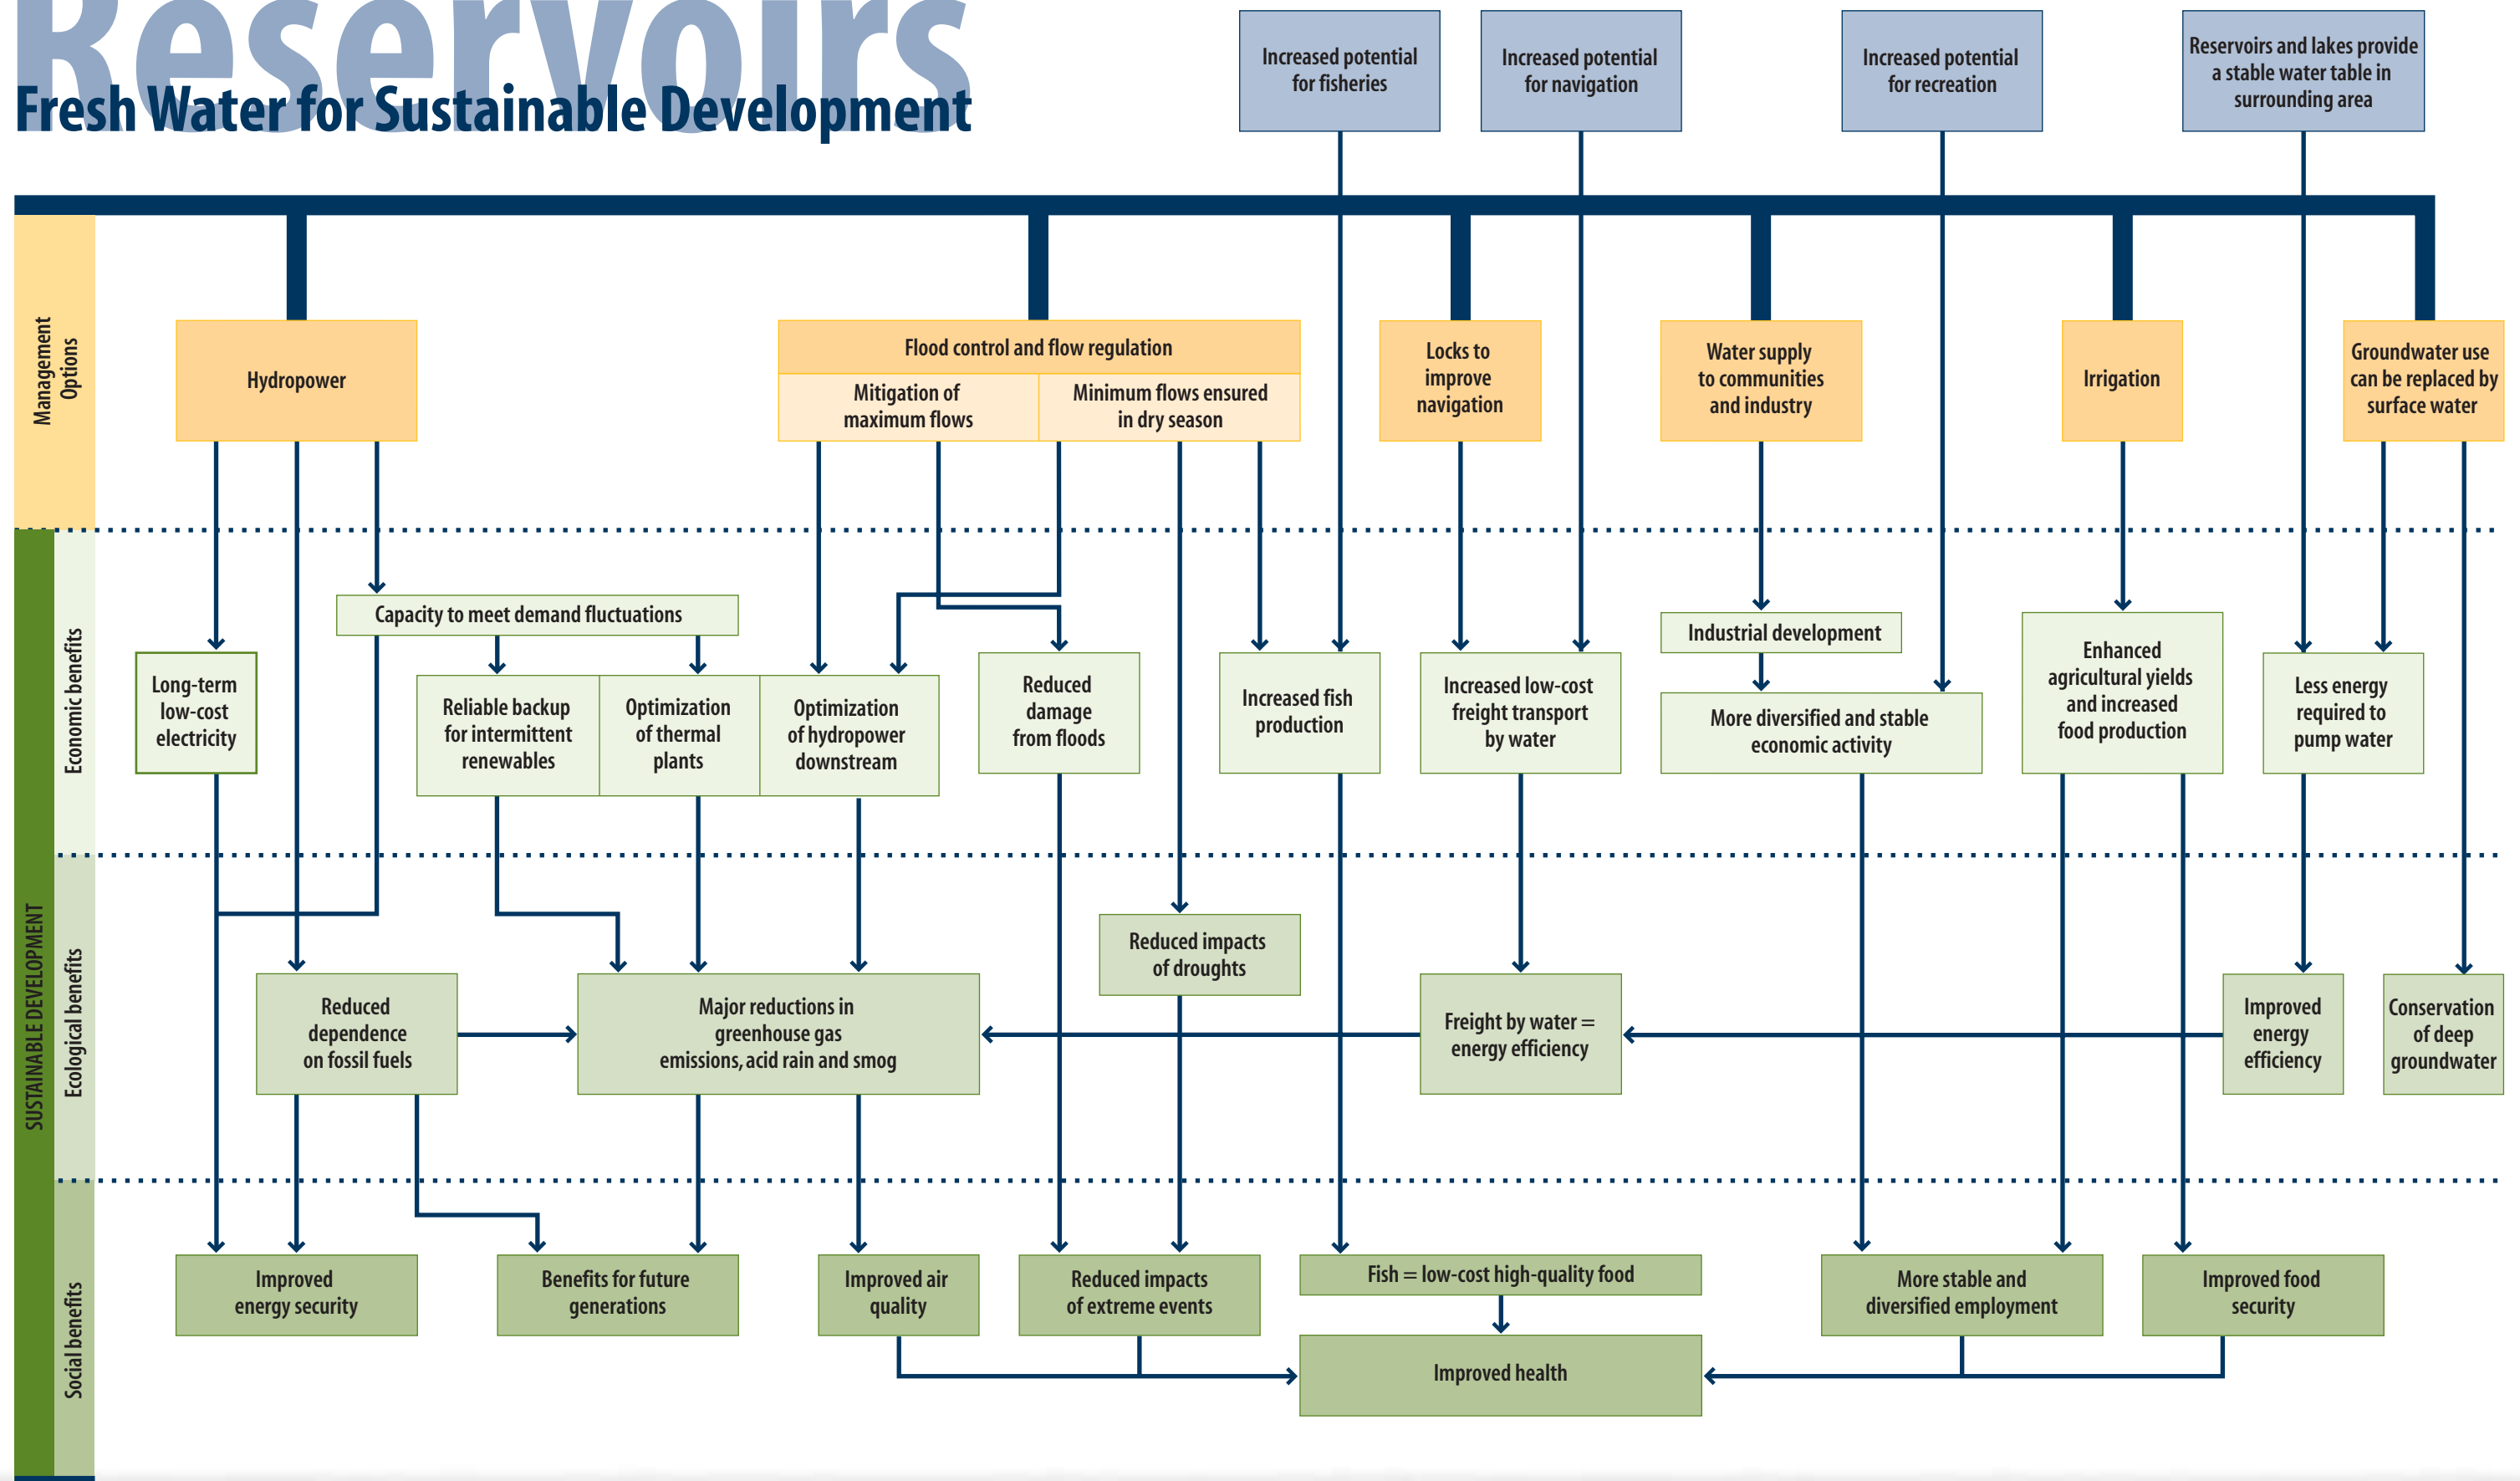 Reservoirs
Fresh Water for Sustainable Development
Increased potential
for fisheries
Increased potential
for navigation
Increased potential
for recreation
Reservoirs and lakes provide
a stable water table in
surrounding area
Management
Options
Hydropower
Flood control and flow regulation
Mitigation of
maximum flows
Minimum flows ensured
in dry season
Locks to
improve
navigation
Water supply
to communities
and industry
Irrigation
Groundwater use
can be replaced by
surface water
SUSTAINABLE DEVELOPMENT
Economic benefits
Capacity to meet demand fluctuations
Long-term
low-cost
electricity
Reliable backup
for intermittent
renewables
Optimization
of thermal
plants
Optimization
of hydropower
downstream
Reduced
damage
from floods
Increased fish
production
Increased low-cost
freight transport
by water
Industrial development
More diversified and stable
economic activity
Enhanced
agricultural yields
and increased
food production
Less energy
required to
pump water
Ecological benefits
Reduced
dependence
on fossil fuels
Major reductions in
greenhouse gas
emissions, acid rain and smog
Reduced impacts
of droughts
Freight by water =
energy efficiency
Improved
energy
efficiency
Conservation
of deep
groundwater
Social benefits
Improved
energy security
Benefits for future
generations
Improved air
quality
Reduced impacts
of extreme events
Fish = low-cost high-quality food
Improved health
More stable and
diversified employment
Improved food
security